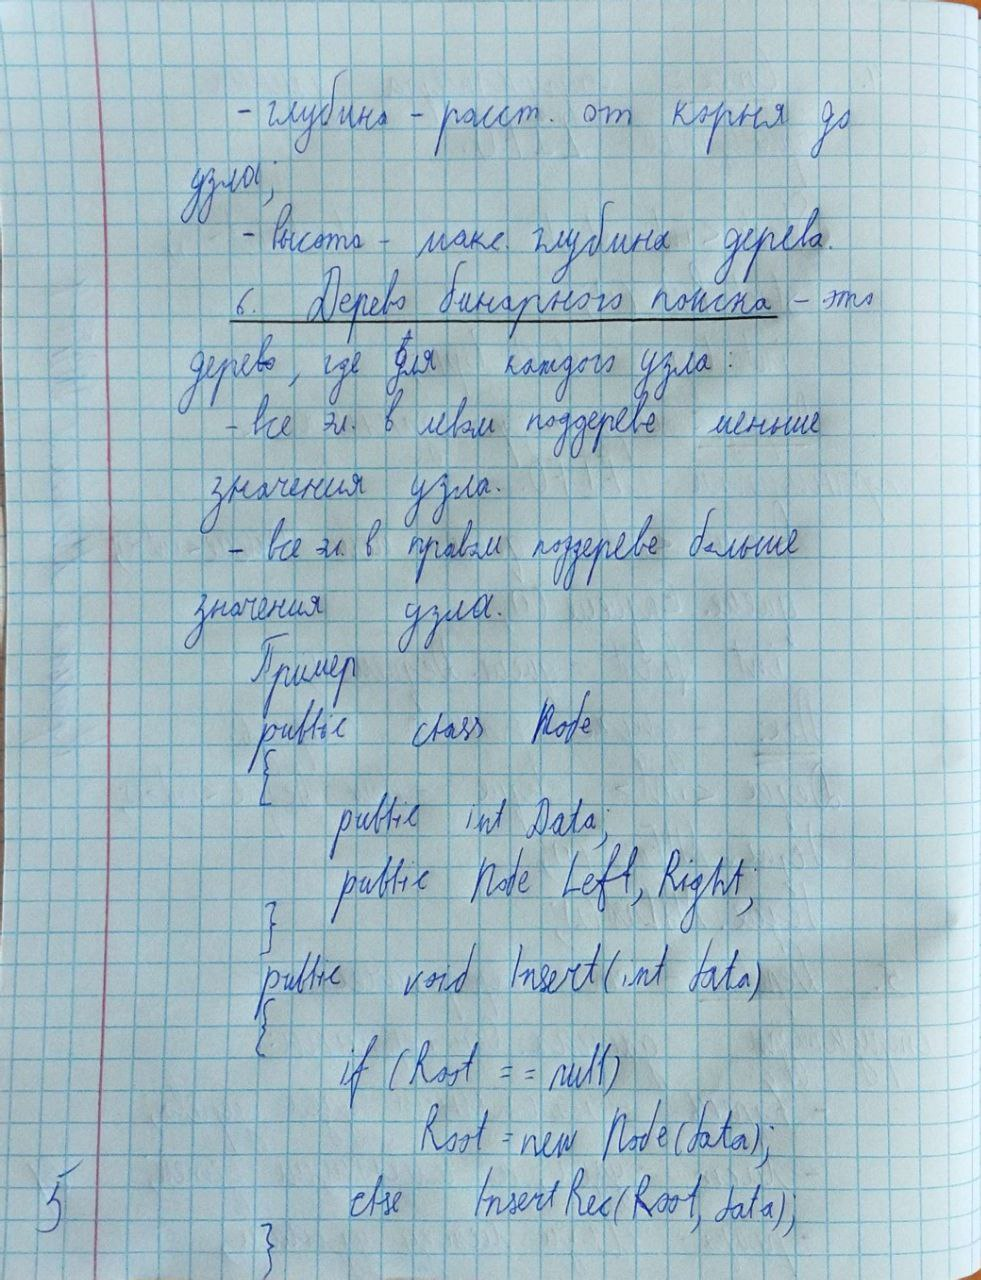 - глубина - расст. от корня до
узла;
- высота - макс. глубина дерева.
6. Дерево бинарного поиска - это
дерево, где для каждого узла:
- все эл. в левом поддереве меньше
значения узла.
- все эл. в правом поддереве больше
значения узла.
Пример
public class Node
{
public int Data;
public Node Left, Right;
}
public void Insert(int data)
{
if (Root == null)
Root = new Node(data);
else InsertRec(Root, data);
}
5